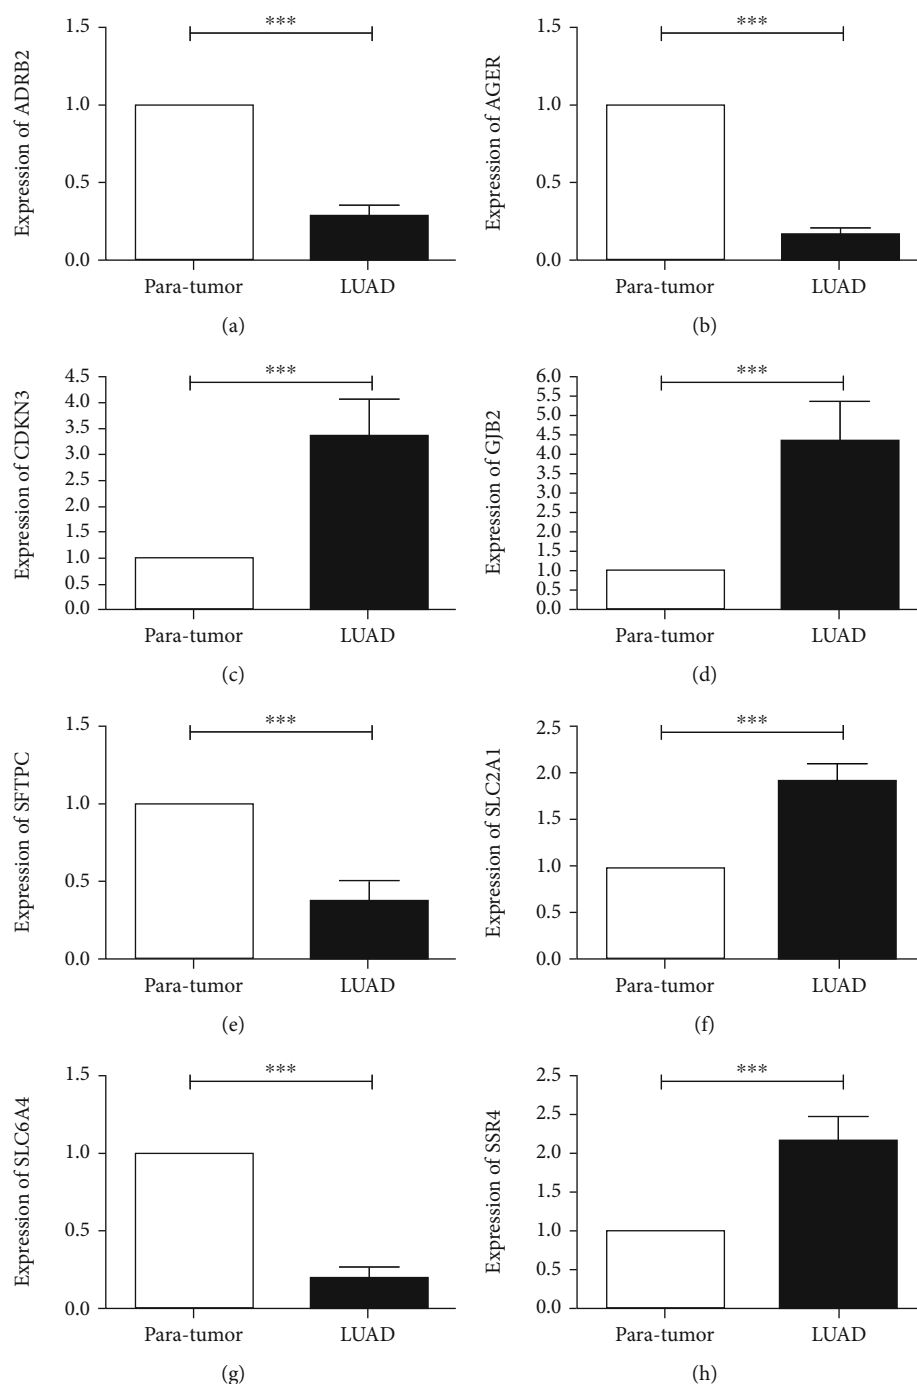 Expression of ADRB2
1.5
1.0
0.5
0.0
***
Para-tumor LUAD
(a)
Expression of AGER
1.5
1.0
0.5
0.0
***
Para-tumor LUAD
(b)
Expression of CDKN3
4.5
4.0
3.5
3.0
2.5
2.0
1.5
1.0
0.5
0.0
***
Para-tumor LUAD
(c)
Expression of GJB2
6.0
5.5
5.0
4.5
4.0
3.5
3.0
2.5
2.0
1.5
1.0
0.5
0.0
***
Para-tumor LUAD
(d)
Expression of SFTPC
1.5
1.0
0.5
0.0
***
Para-tumor LUAD
(e)
Expression of SLC2A1
2.5
2.0
1.5
1.0
0.5
0.0
***
Para-tumor LUAD
(f)
Expression of SLC6A4
1.5
1.0
0.5
0.0
***
Para-tumor LUAD
(g)
Expression of SSR4
2.5
2.5
2.0
1.5
1.0
0.5
0.0
***
Para-tumor LUAD
(h)